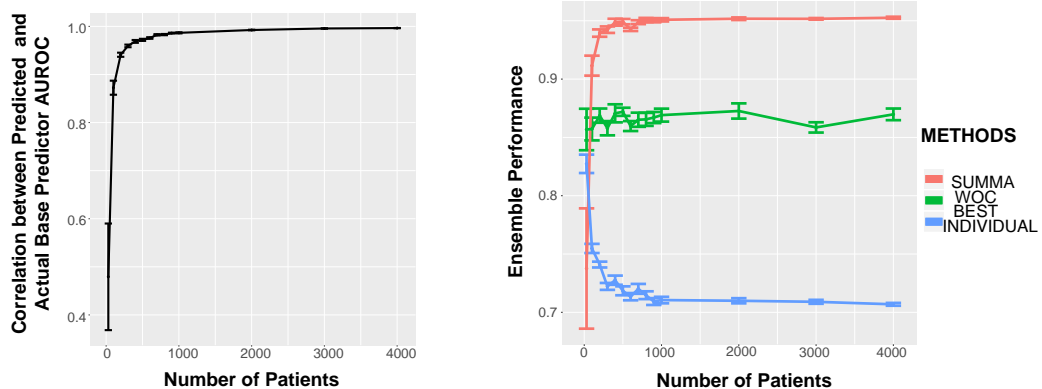 Correlation between Predicted and
Actual Base Predictor AUROC
1.0
1.0
0.6
0.4
0
1000
2000
3000
4000
Number of Patients
Ensemble Performance
0.9
0.8
0.7
0
1000
2000
3000
4000
Number of Patients
METHODS
SUMMA
WOC
BEST
INDIVIDUAL